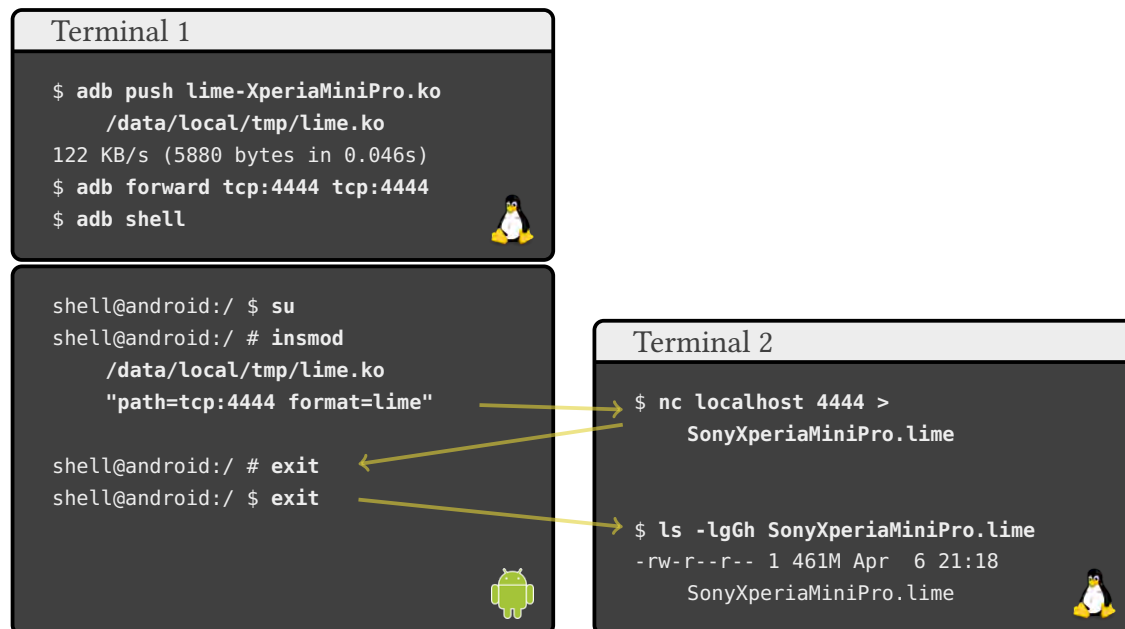 Terminal 1
$ adb push lime-XperiaMiniPro.ko
/data/local/tmp/lime.ko
122 KB/s (5880 bytes in 0.046s)
$ adb forward tcp:4444 tcp:4444
$ adb shell
shell@android:/ $ su
shell@android:/ # insmod
/data/local/tmp/lime.ko
"path=tcp:4444 format=lime"
shell@android:/ # exit
shell@android:/ $ exit
Terminal 2
$ nc localhost 4444 >
SonyXperiaMiniPro.lime
$ ls -lgGh SonyXperiaMiniPro.lime
-rw-r--r-- 1 461M Apr  6 21:18
SonyXperiaMiniPro.lime